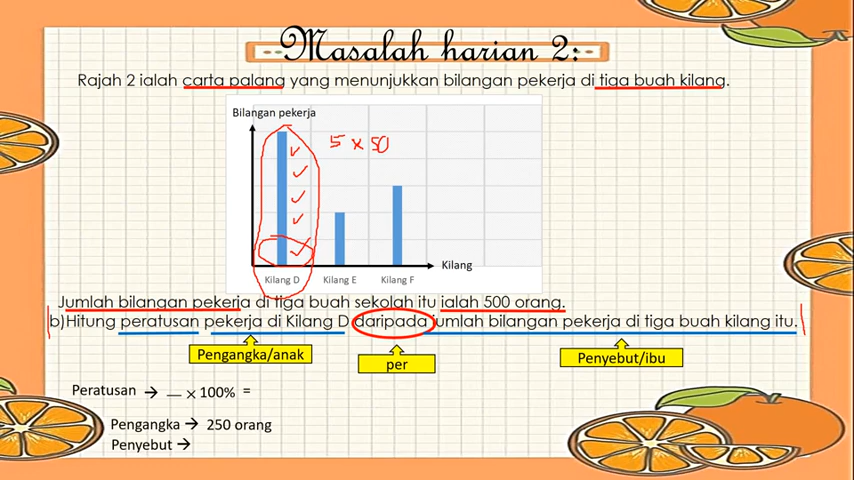 Masalah harian 2:
Rajah 2 ialah carta palang yang menunjukkan bilangan pekerja di tiga buah kilang.
Bilangan pekerja
5 x 50
Kilang
Kilang D Kilang E Kilang F
Jumlah bilangan pekerja di tiga buah sekolah itu ialah 500 orang.
b)Hitung peratusan pekerja di Kilang D daripada jumlah bilangan pekerja di tiga buah kilang itu.
Pengangka/anak per Penyebut/ibu
Peratusan → __ × 100% =
Pengangka → 250 orang
Penyebut →